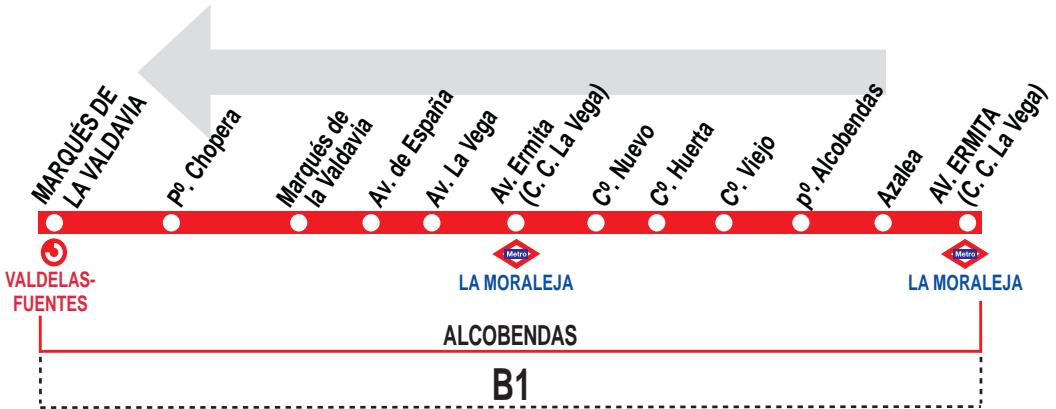 MARQUÉS DE
LA VALDAVIA
Pº. Chopera
Marqués de
la Valdavia
Av. de España
Av. La Vega
Av. Ermita
(C. C. La Vega)
Cº. Nuevo
Cº. Huerta
Cº. Viejo
pº. Alcobendas
Azalea
AV. ERMITA
(C. C. La Vega)
VALDELAS-
FUENTES
Metro
LA MORALEJA
Metro
LA MORALEJA
ALCOBENDAS
B1